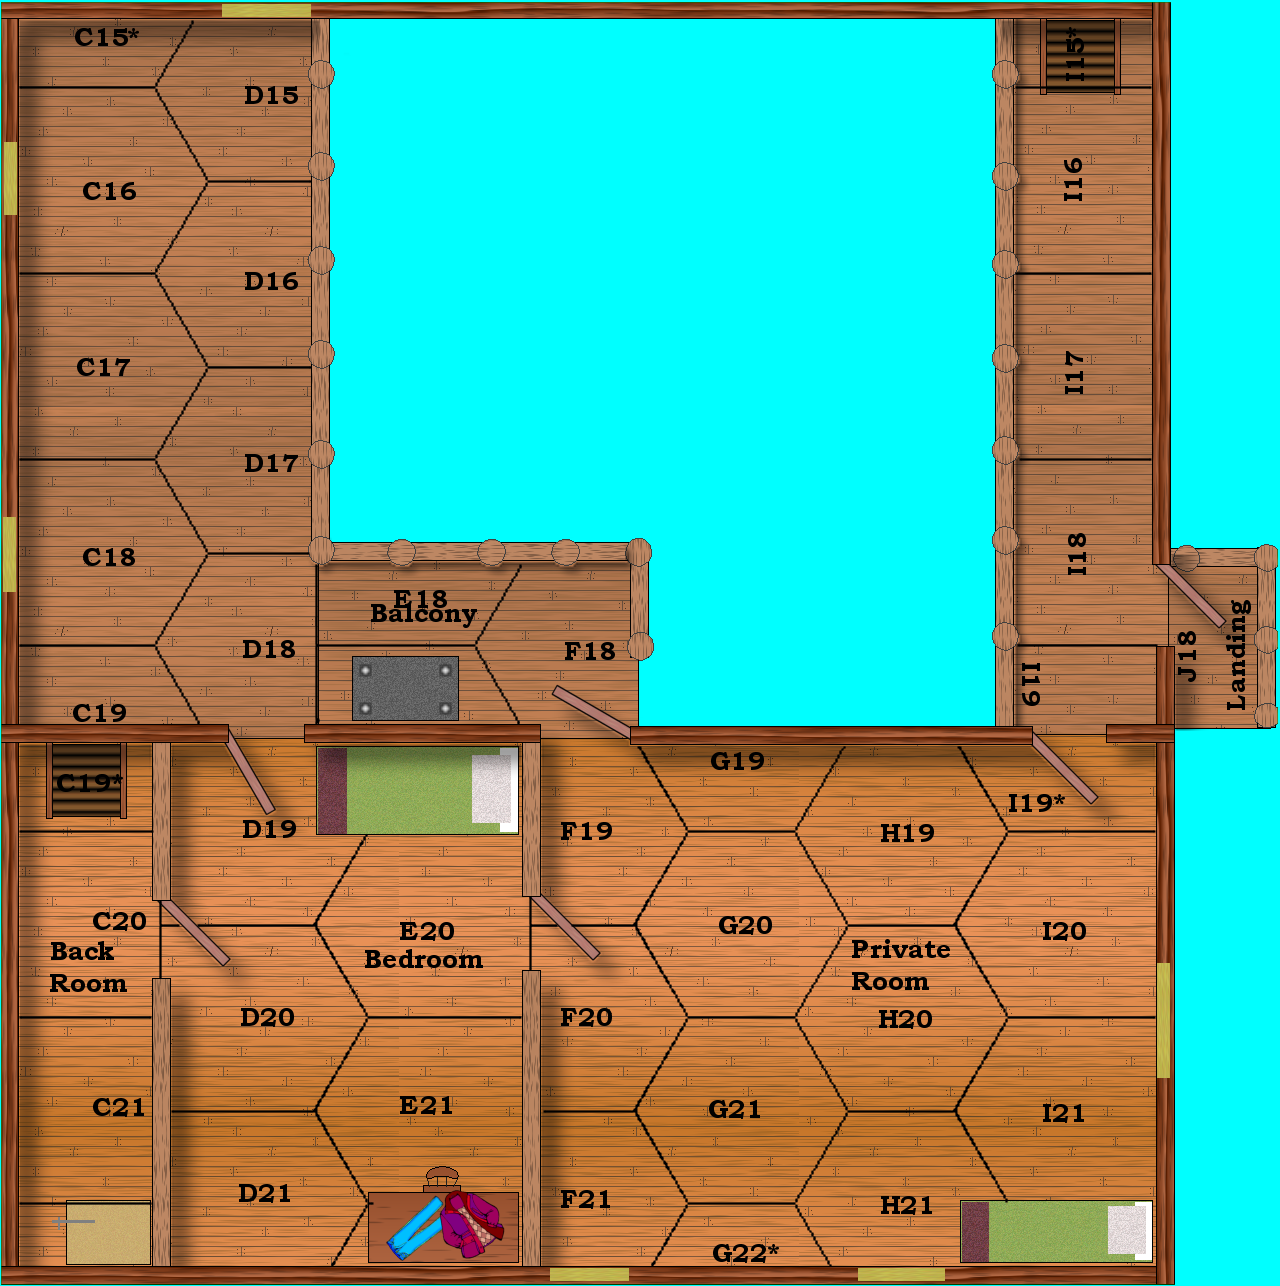 C15*
I15*
D15
C16
I16
D16
C17
I17
D17
C18
I18
E18
Balcony
D18
F18
J18
Landing
I19
C19
G19
C19*
I19*
D19
F19
H19
C20
E20
G20
I20
Back
Room
Bedroom
Private
Room
D20
F20
H20
C21
E21
G21
I21
D21
F21
H21
G22*